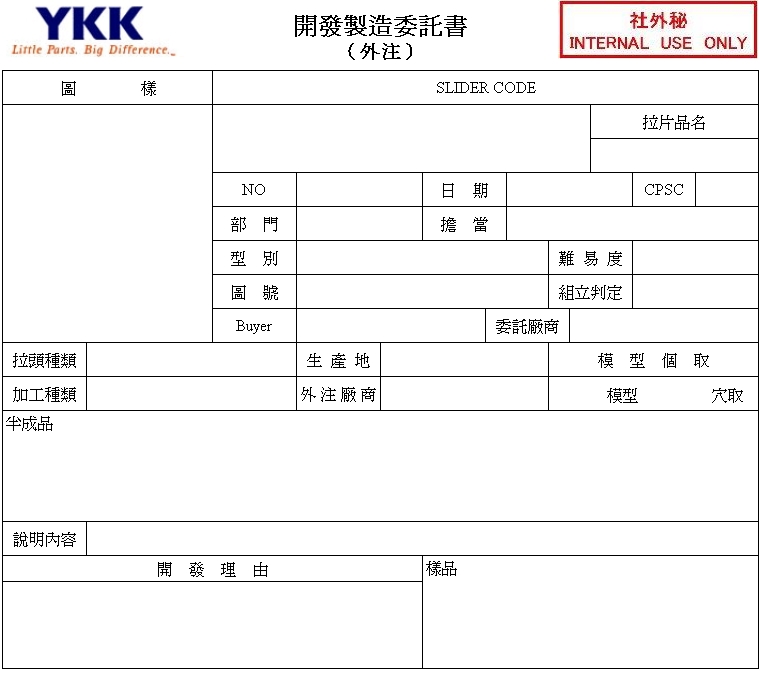 YKK
Little Parts. Big Difference.™
開發製造委託書
（外注）
社外秘
INTERNAL USE ONLY
圖　　　　樣
SLIDER CODE
拉片品名
NO
日　期
CPSC
部　門
擔　當
型　別
難 易 度
圖　號
組立判定
Buyer
委託廠商
拉頭種類
生 產 地
模　型　個　取
加工種類
外 注 廠 商
模型　　　　　穴取
半成品
說明內容
開　發　理　由
樣品